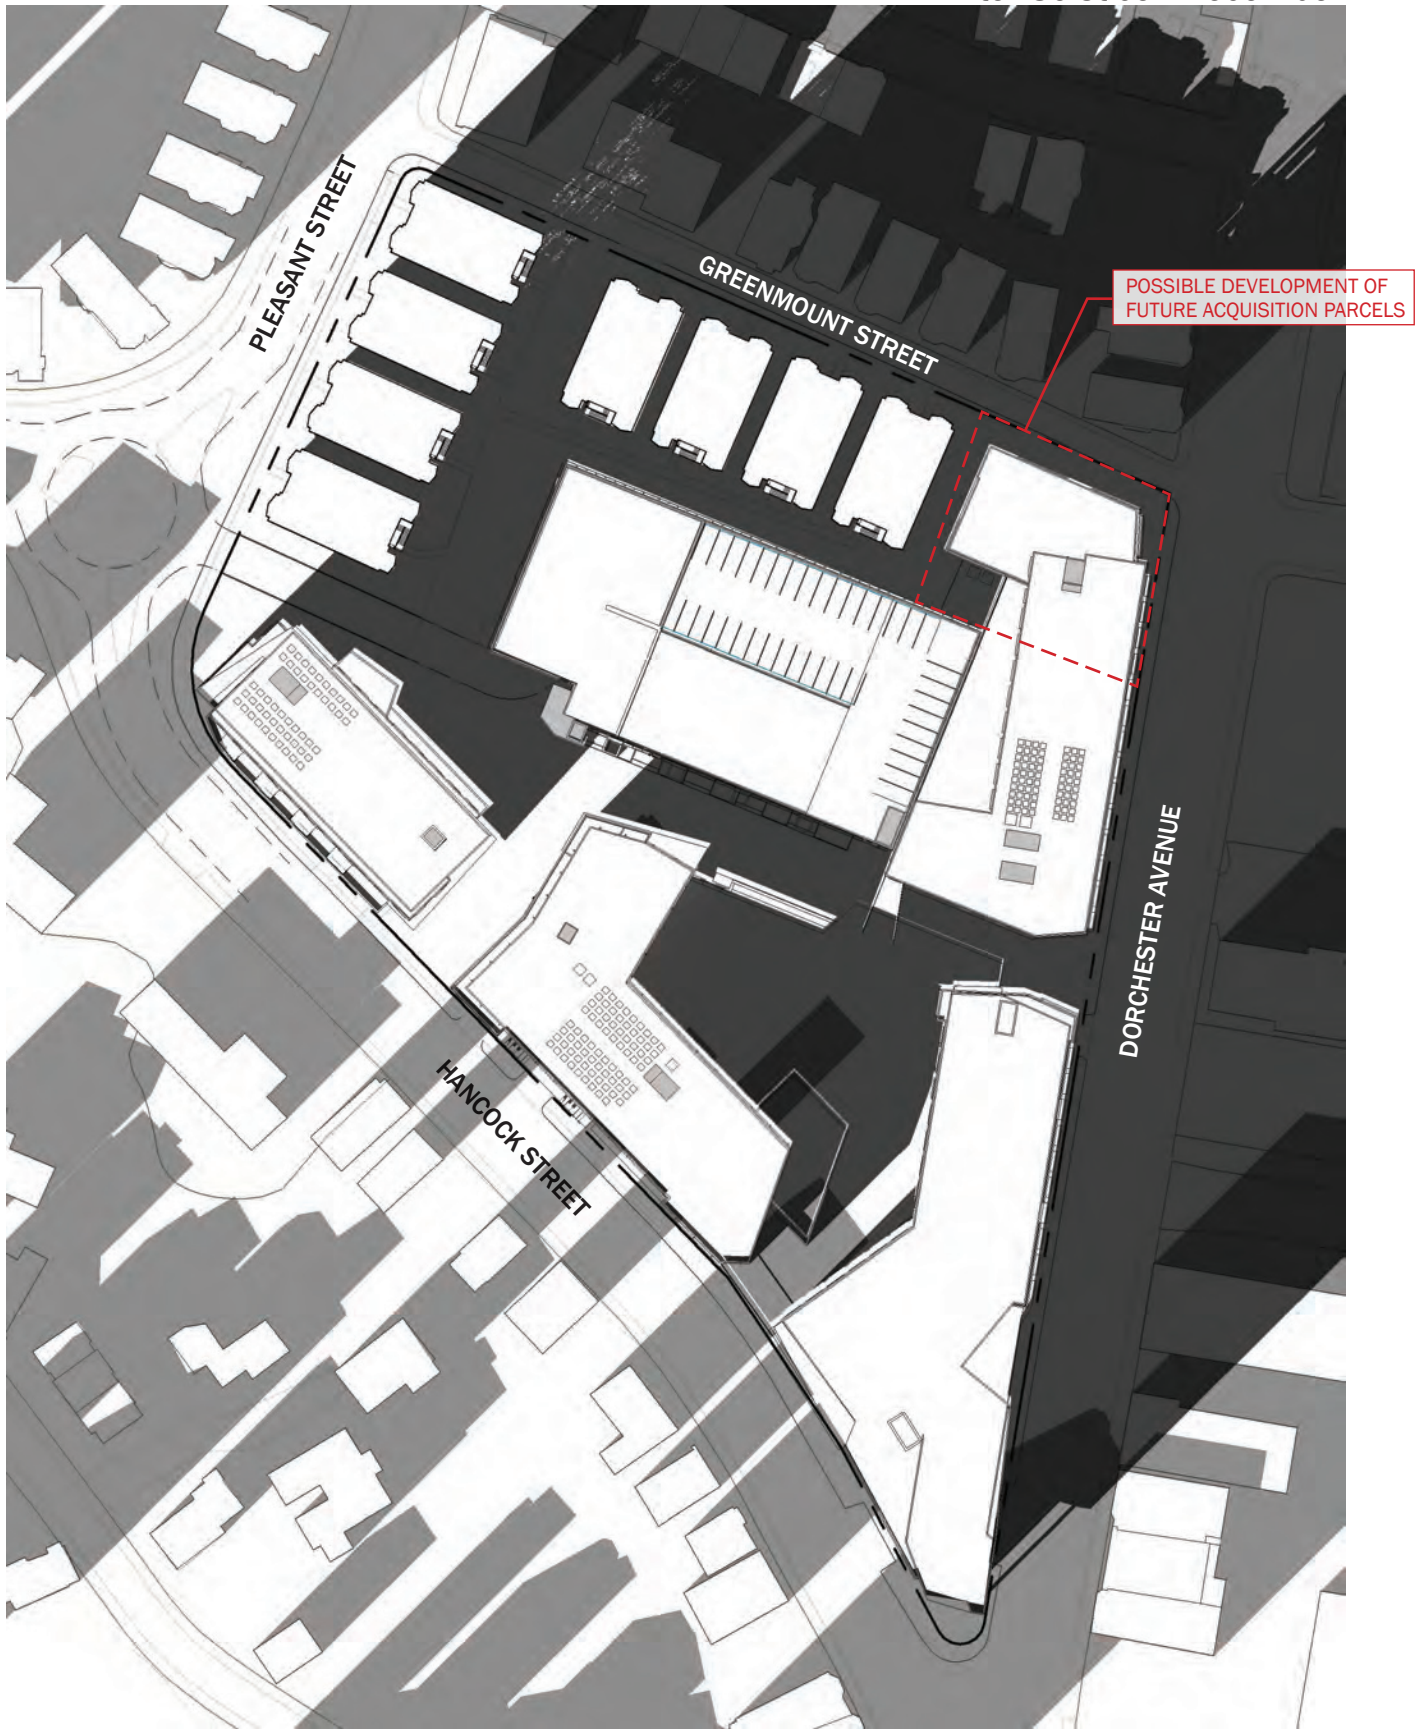 PLEASANT STREET
GREENMOUNT STREET
POSSIBLE DEVELOPMENT OF
FUTURE ACQUISITION PARCELS
DORCHESTER AVENUE
HANCOCK STREET